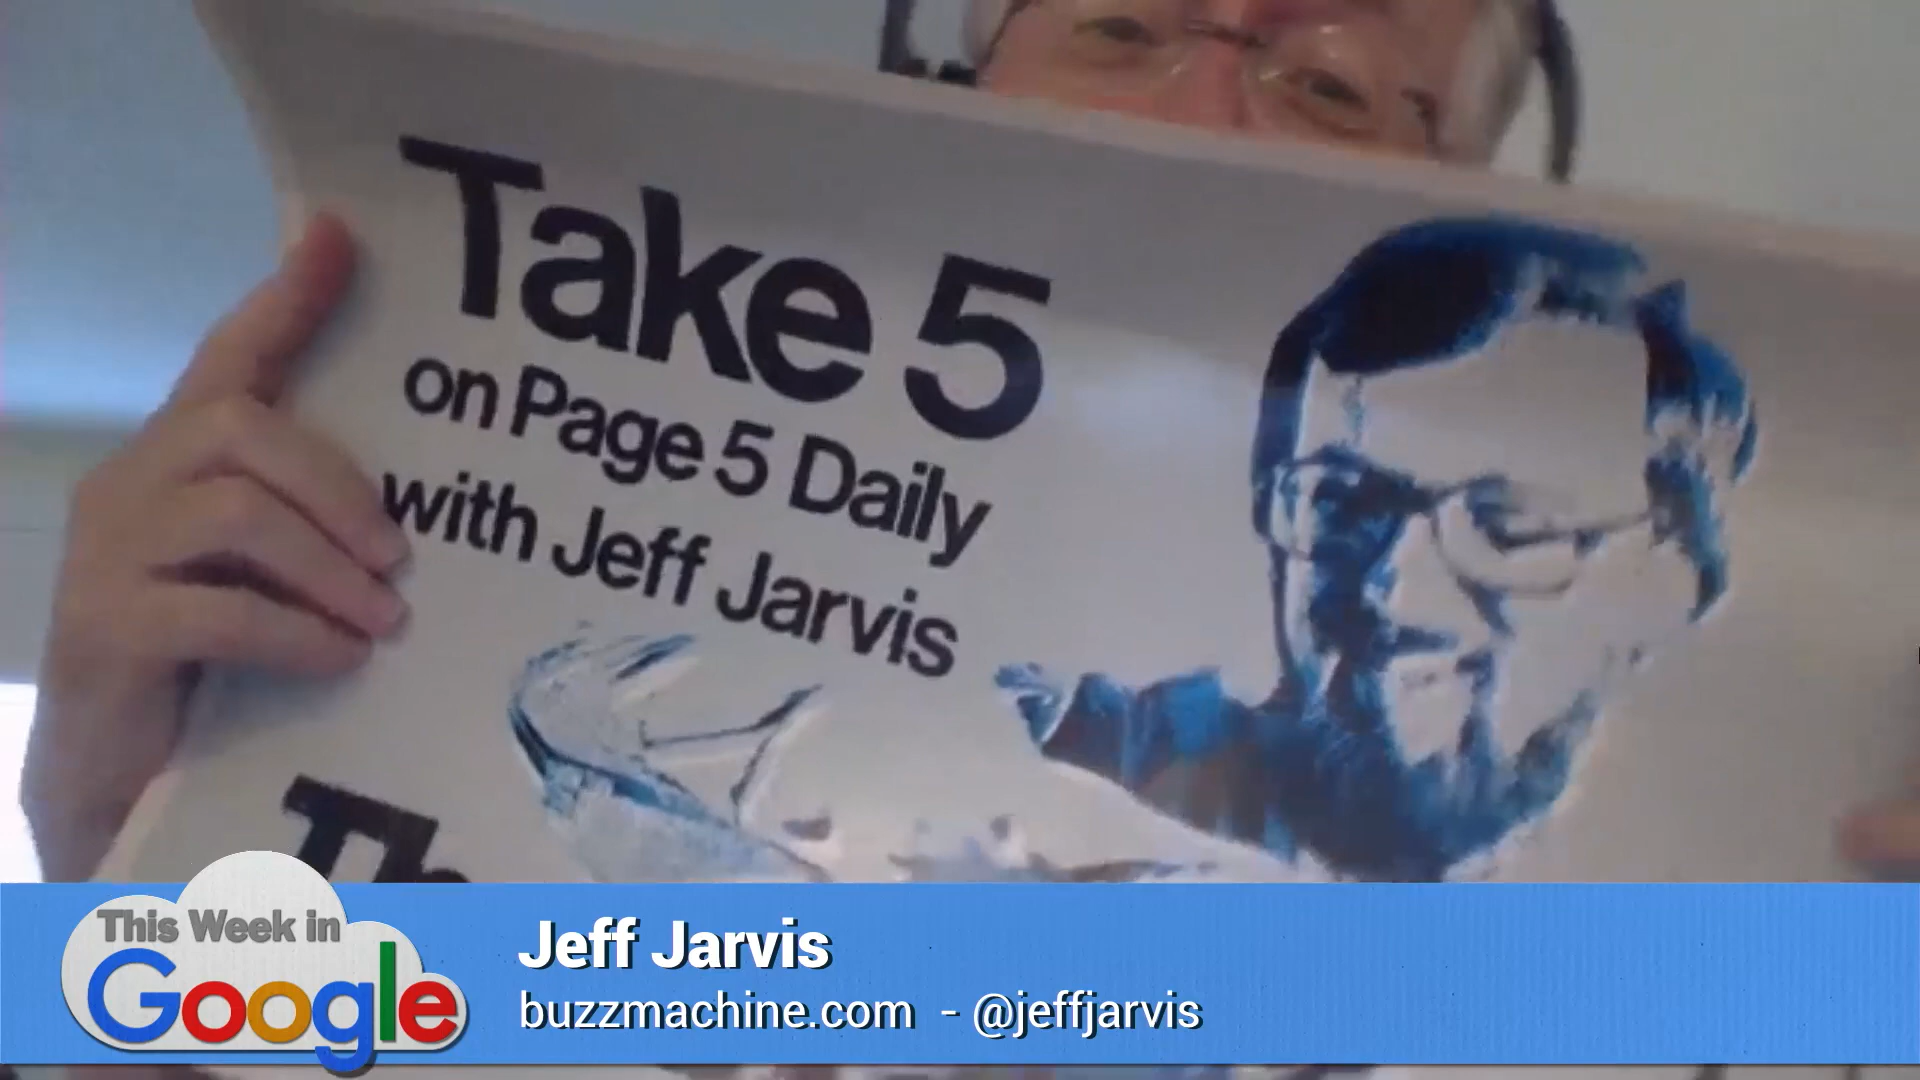 Take 5
on Page 5 Daily
with Jeff Jarvis
This Week in
Google
Jeff Jarvis
buzzmachine.com - @jeffjarvis